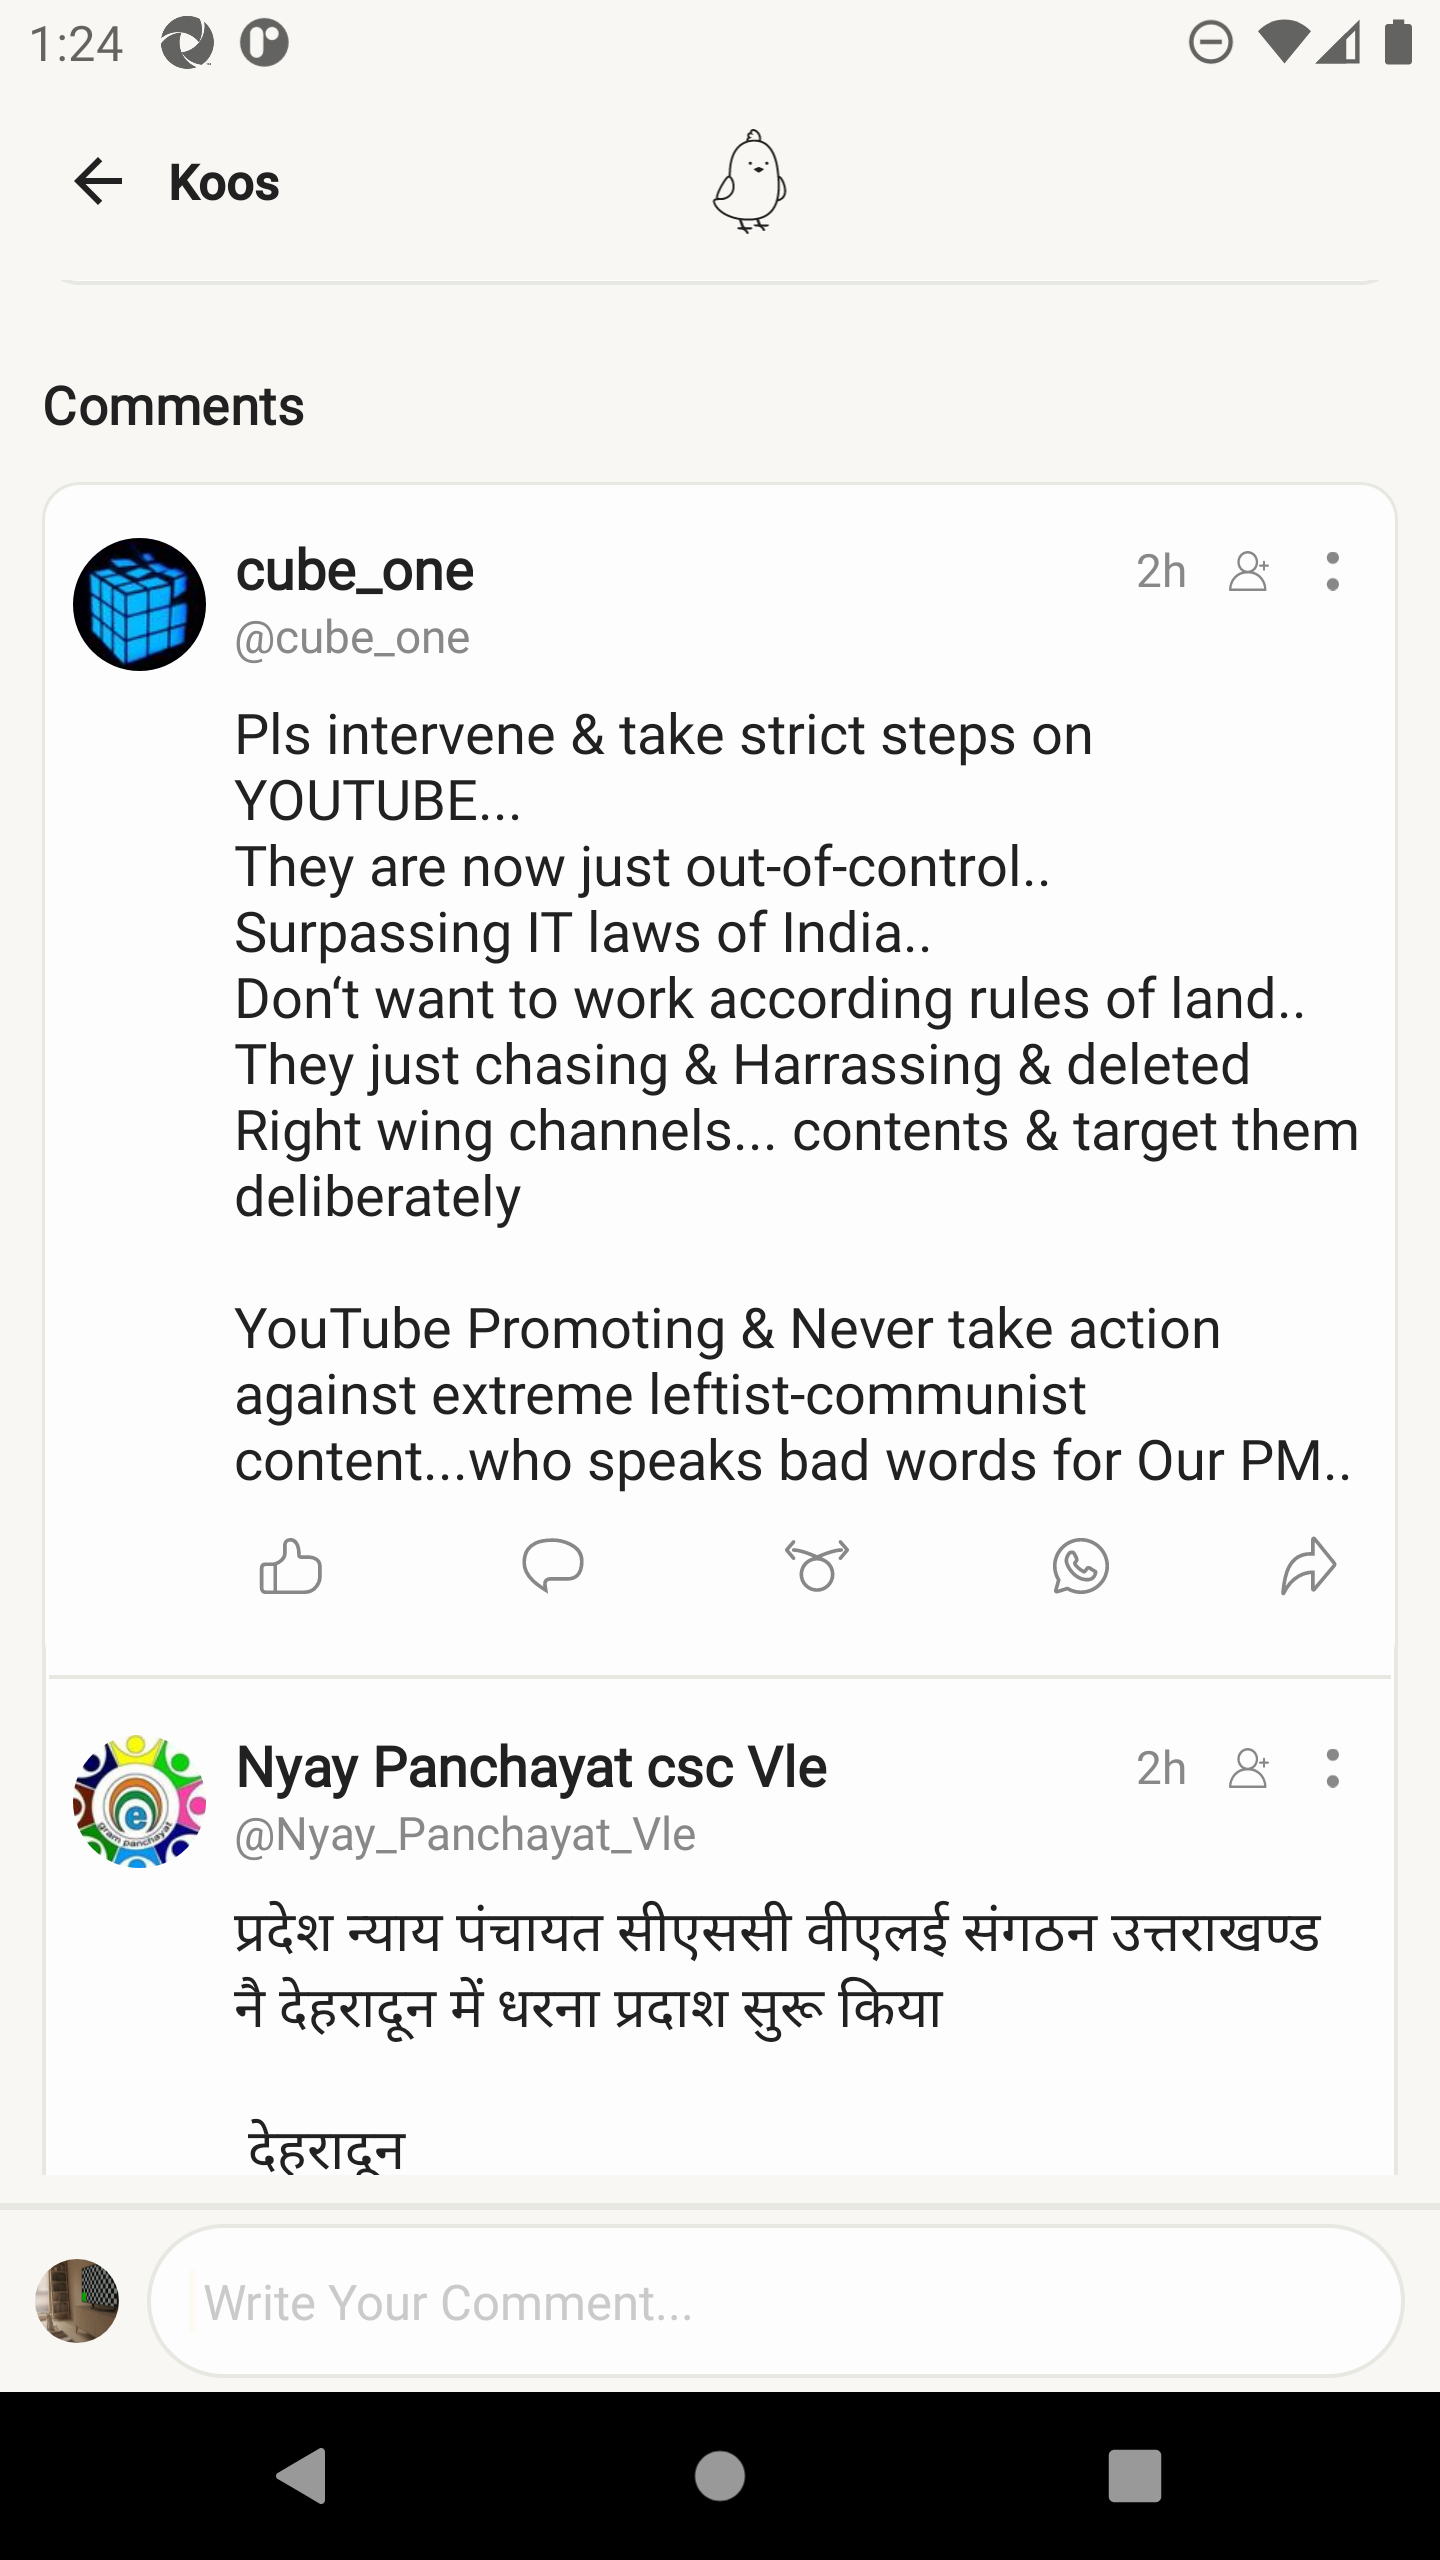 1:24
Koos
Comments
cube_one
2h
@cube_one
Pls intervene & take strict steps on
YOUTUBE...
They are now just out-of-control..
Surpassing IT laws of India..
Don‘t want to work according rules of land..
They just chasing & Harrassing & deleted
Right wing channels... contents & target them
deliberately
YouTube Promoting & Never take action
against extreme leftist-communist
content...who speaks bad words for Our PM..
Nyay Panchayat csc Vle
2h
@Nyay_Panchayat_Vle
e
gram panchayat
प्रदेश न्याय पंचायत सीएससी वीएलई संगठन उत्तराखण्ड
नै देहरादून में धरना प्रदाश सुरू किया
देहरादून
Write Your Comment...